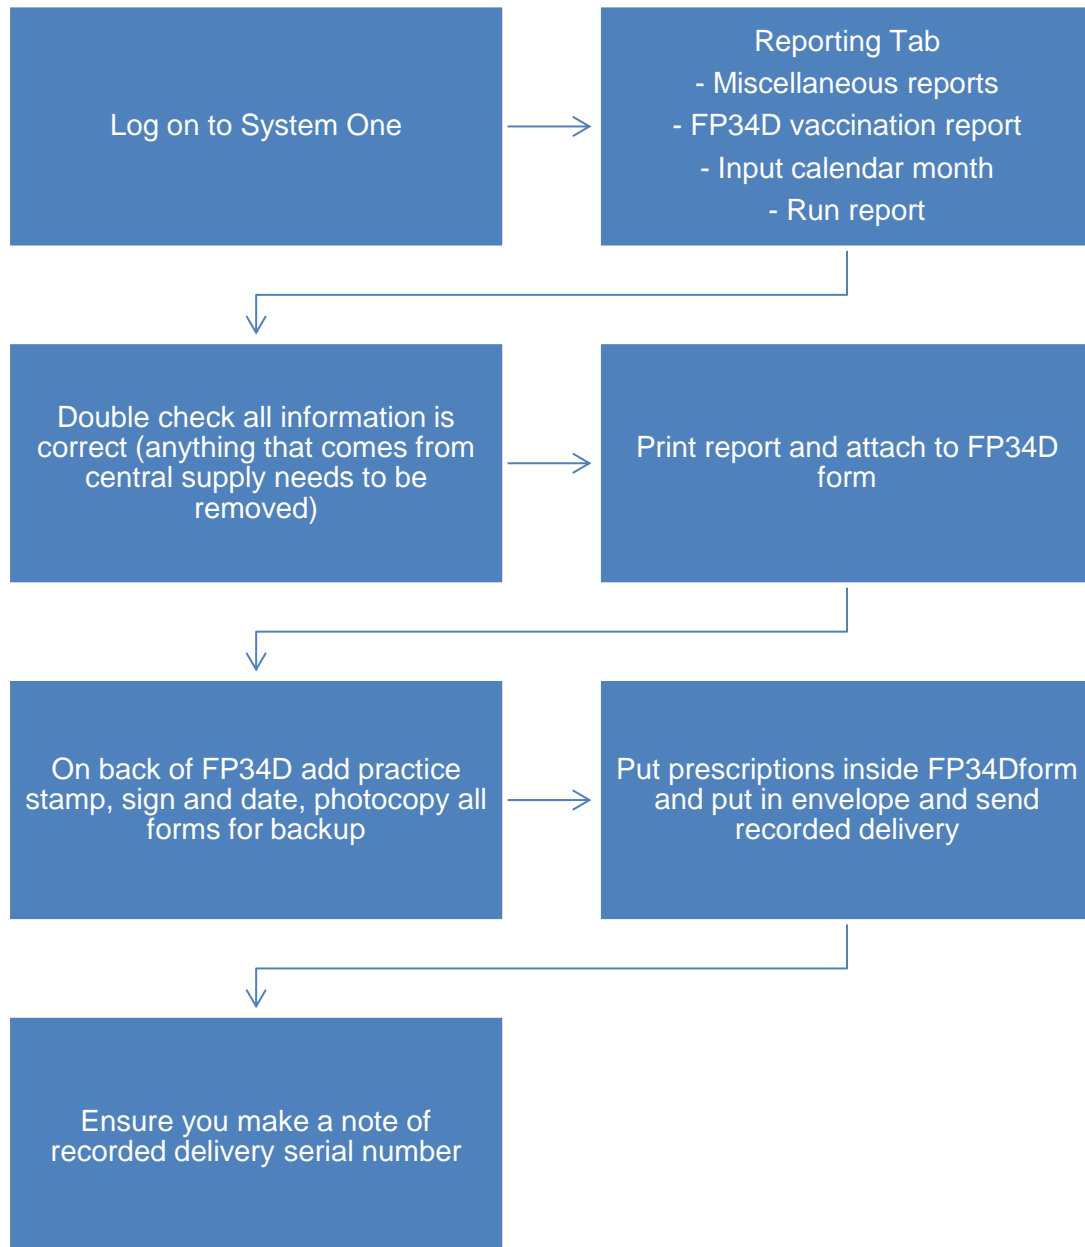 Log on to System One
Reporting Tab
- Miscellaneous reports
- FP34D vaccination report
- Input calendar month
- Run report
Double check all information is
correct (anything that comes from
central supply needs to be
removed)
Print report and attach to FP34D
form
On back of FP34D add practice
stamp, sign and date, photocopy all
forms for backup
Put prescriptions inside FP34Dform
and put in envelope and send
recorded delivery
Ensure you make a note of
recorded delivery serial number